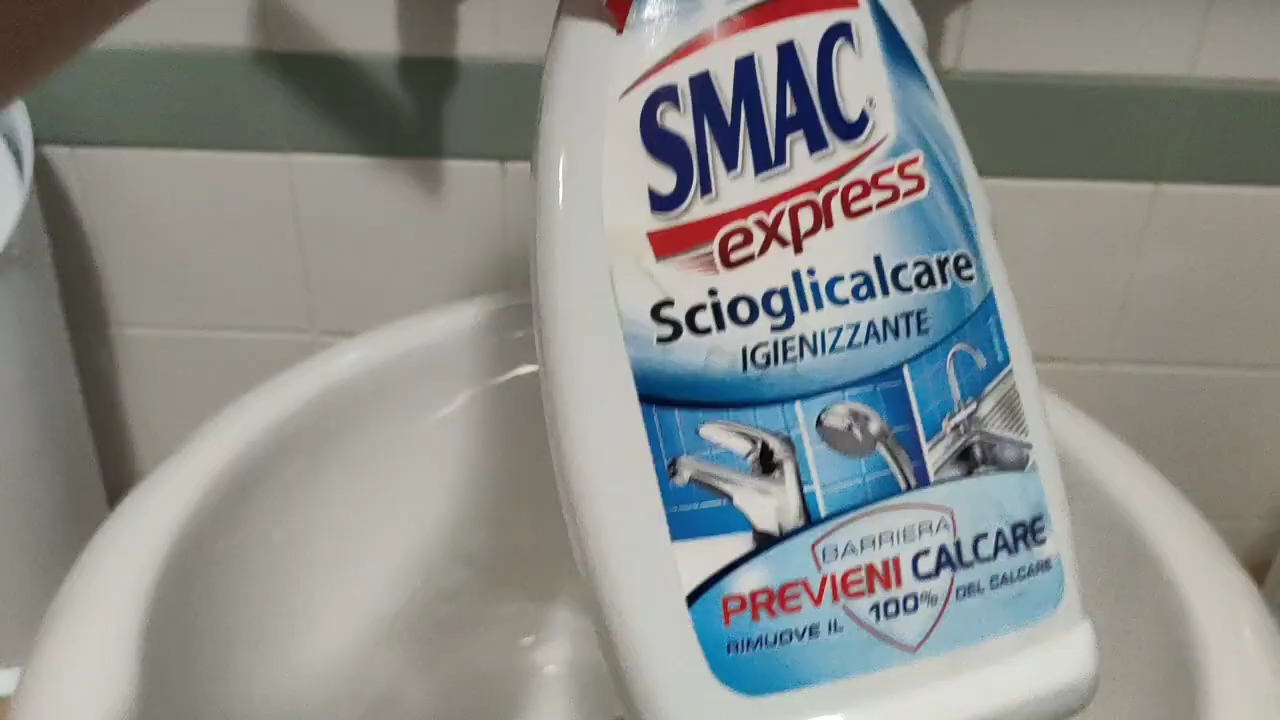 SMAC
express
Scioglicalcare
IGIENIZZANTE
BARRIERA
PREVIENI CALCARE
RIMUOVE IL 100% DEL CALCARE